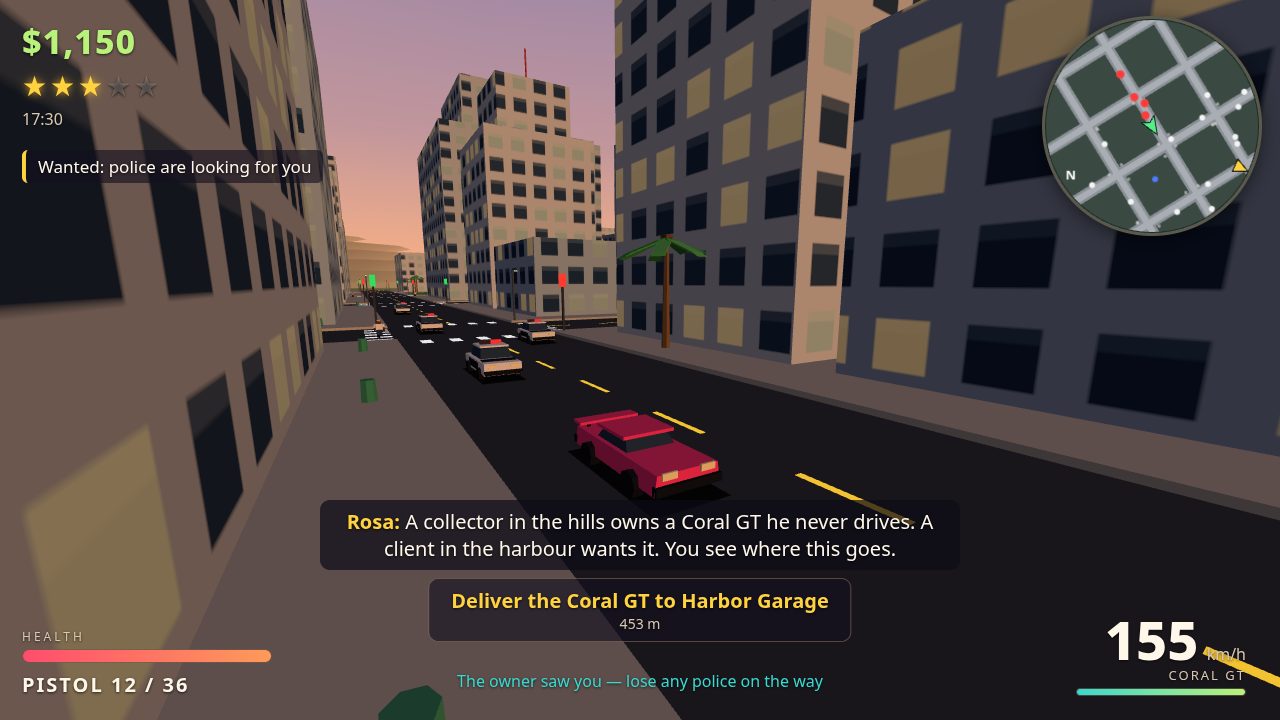 $1,150
17:30
Wanted: police are looking for you
N
Rosa: A collector in the hills owns a Coral GT he never drives. A
client in the harbour wants it. You see where this goes.
Deliver the Coral GT to Harbor Garage
453 m
The owner saw you — lose any police on the way
HEALTH
PISTOL 12 / 36
155 km/h
CORAL GT